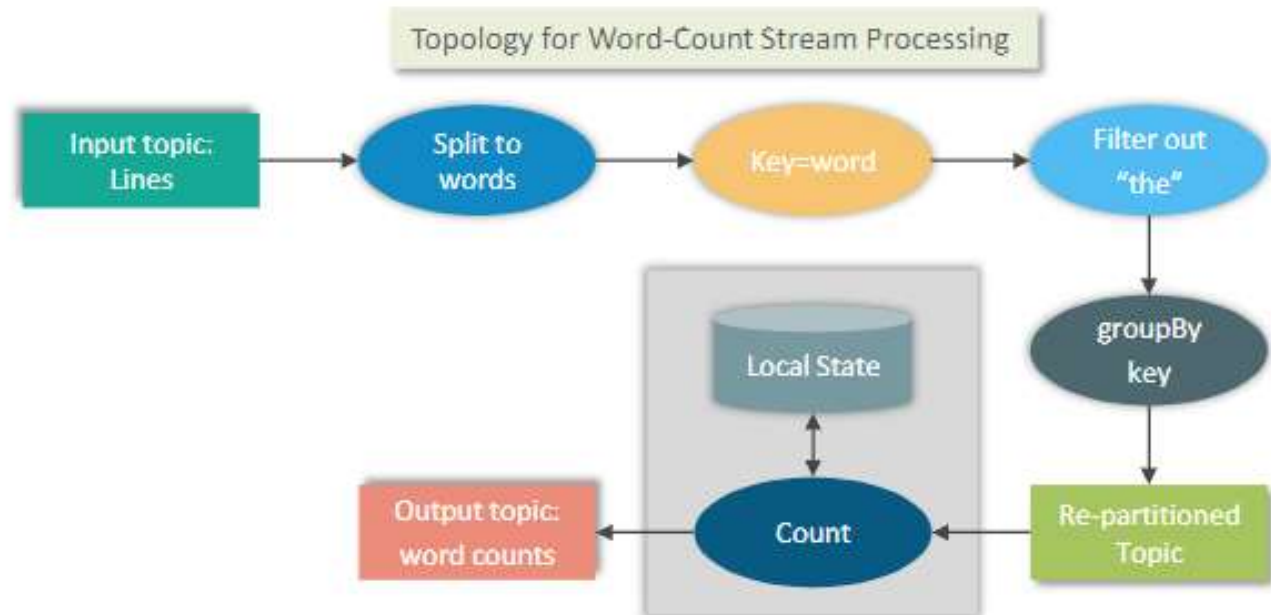 Topology for Word-Count Stream Processing
Input topic:
Lines
Split to
words
Key=word
Filter out
“the”
groupBy
key
Local State
Output topic:
word counts
Count
Re-partitioned
Topic